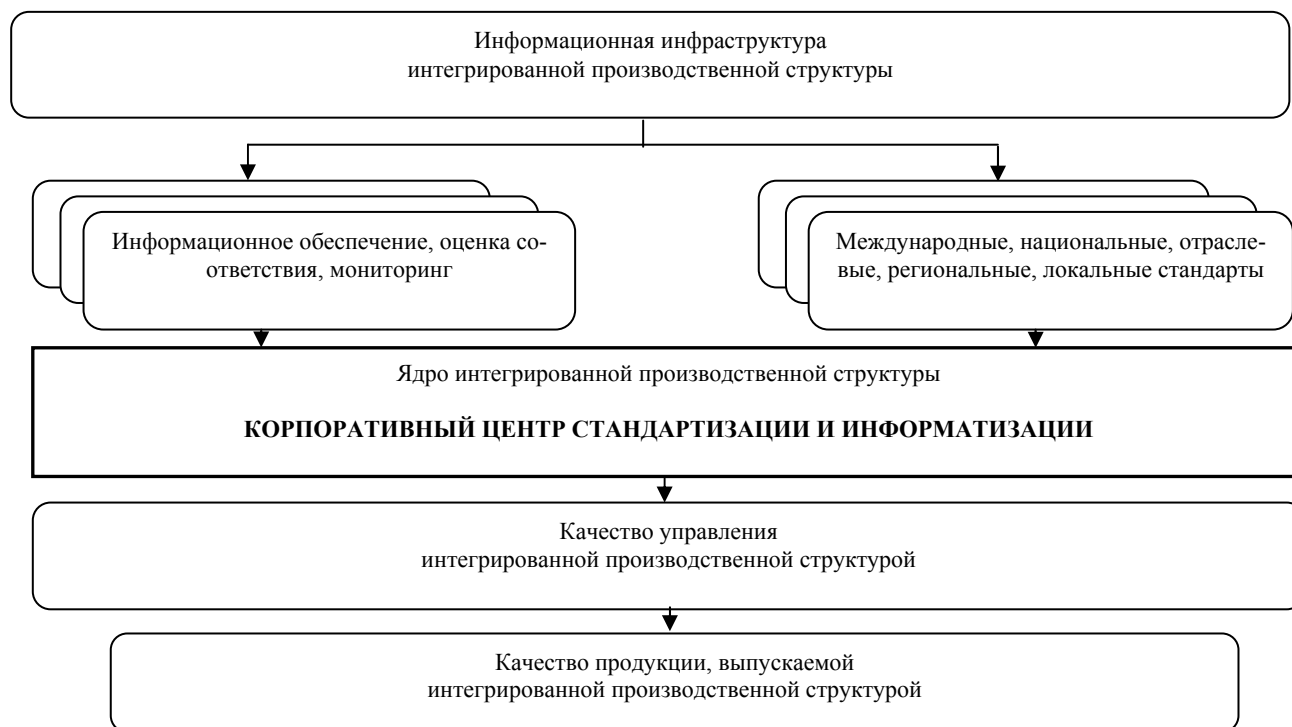 Информационная инфраструктура
интегрированной производственной структуры
Информационное обеспечение, оценка со-
ответствия, мониторинг
Международные, национальные, отрасле-
вые, региональные, локальные стандарты
Ядро интегрированной производственной структуры
КОРПОРАТИВНЫЙ ЦЕНТР СТАНДАРТИЗАЦИИ И ИНФОРМАТИЗАЦИИ
Качество управления
интегрированной производственной структурой
Качество продукции, выпускаемой
интегрированной производственной структурой